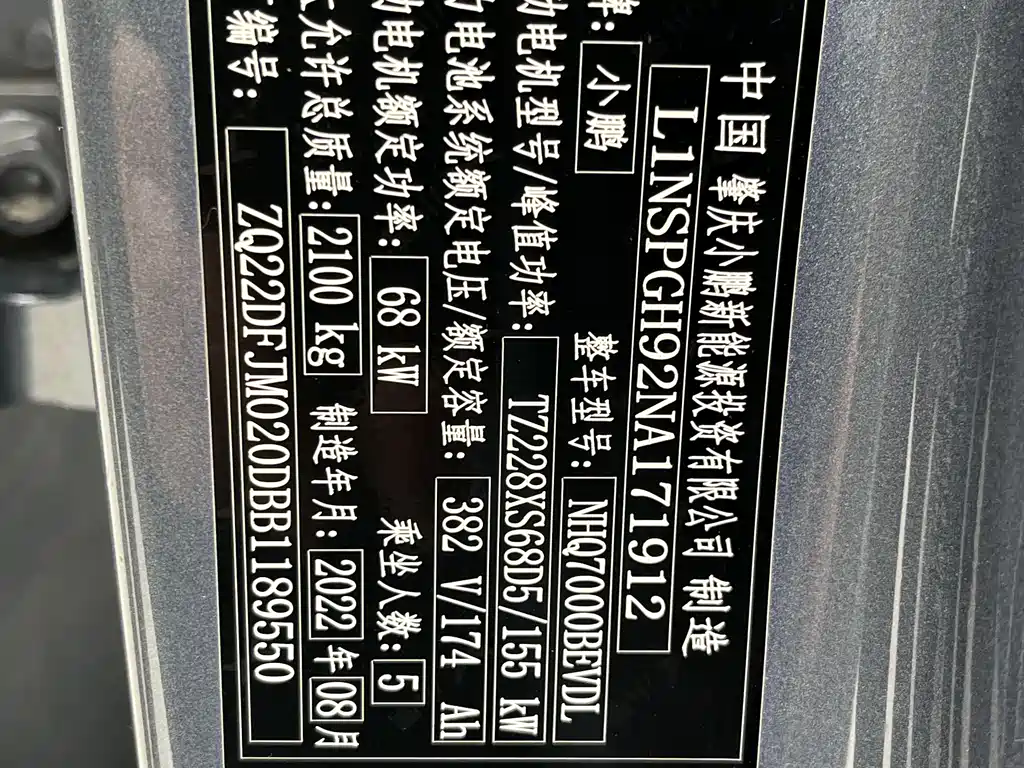 中国 肇庆小鹏新能源投资有限公司 制造
L1NSPGH92NA171912
牌: 小鹏 整车型号: NHQ7000BEVDL
动电机型号/峰值功率: TZ228XS68D5/155 kW
力电池系统额定电压/额定容量: 382 V/174 Ah
动电机额定功率: 68 kW 乘坐人数: 5
大允许总质量: 2100 kg 制造年月: 2022 年 08 月
编号: ZQ22DFJM020DBB1189550